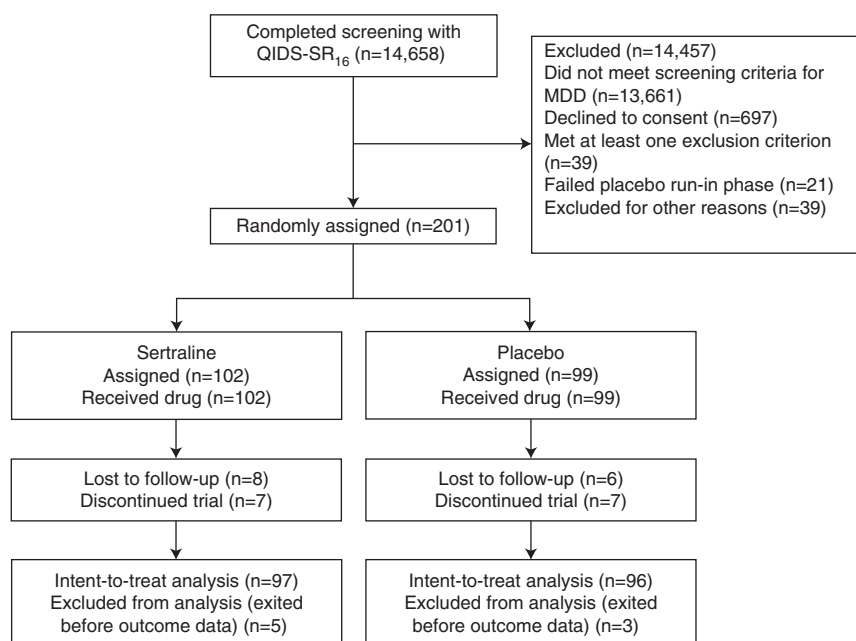 Completed screening with
QIDS-SR₁₆ (n=14,658)
Excluded (n=14,457)
Did not meet screening criteria for
MDD (n=13,661)
Declined to consent (n=697)
Met at least one exclusion criterion
(n=39)
Failed placebo run-in phase (n=21)
Excluded for other reasons (n=39)
Randomly assigned (n=201)
Sertraline
Assigned (n=102)
Received drug (n=102)
Placebo
Assigned (n=99)
Received drug (n=99)
Lost to follow-up (n=8)
Discontinued trial (n=7)
Lost to follow-up (n=6)
Discontinued trial (n=7)
Intent-to-treat analysis (n=97)
Excluded from analysis (exited
before outcome data) (n=5)
Intent-to-treat analysis (n=96)
Excluded from analysis (exited
before outcome data) (n=3)